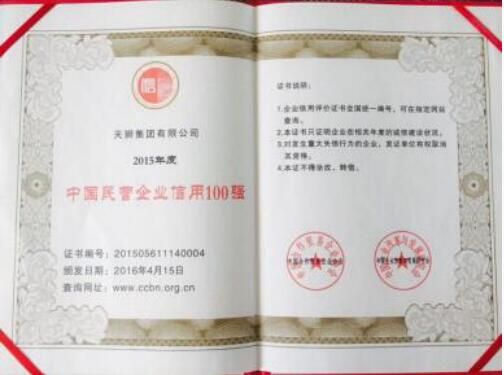 天狮集团有限公司
2015年度
中国民营企业信用100强
证书编号：201505611140004
颁发日期：2016年4月15日
查询网址：www.ccbn.org.cn
证书说明：
1.企业信用评价证书全国统一编号，可在指定网站
查询。
2.本证书只证明企业在相关年度的诚信建设状况。
3.对发生重大失信行为的企业，发证单位有权取消
其资格。
4.本证不得涂改、转借。